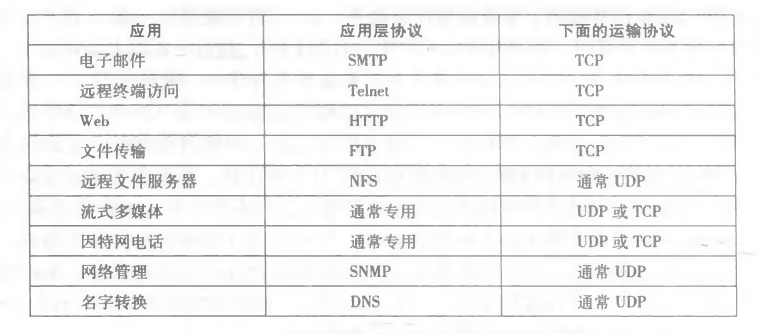 应用 应用层协议 下面的运输协议
电子邮件 SMTP TCP
远程终端访问 Telnet TCP
Web HTTP TCP
文件传输 FTP TCP
远程文件服务器 NFS 通常 UDP
流式多媒体 通常专用 UDP 或 TCP
因特网电话 通常专用 UDP 或 TCP
网络管理 SNMP 通常 UDP
名字转换 DNS 通常 UDP